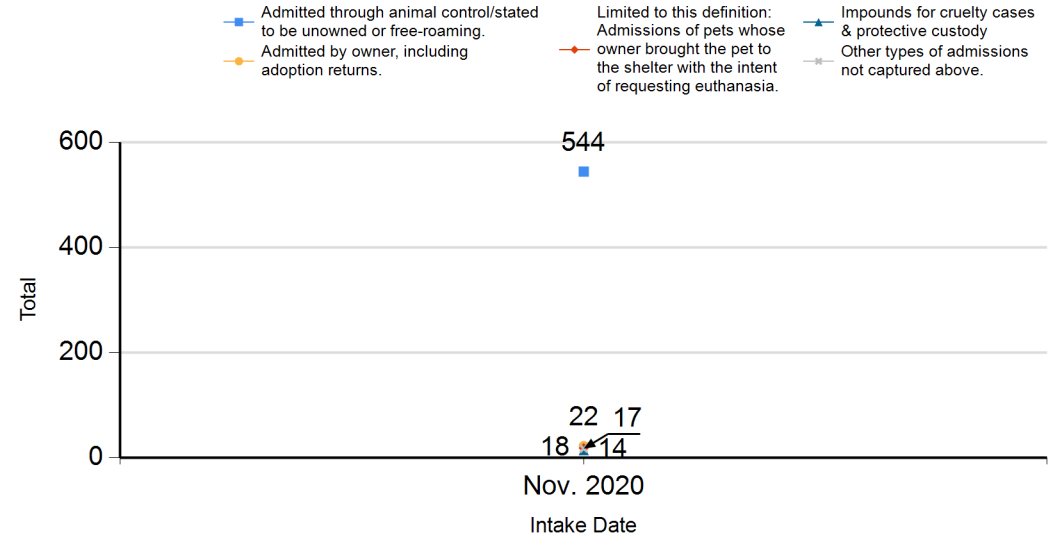 Admitted through animal control/stated
to be unowned or free-roaming.
Admitted by owner, including
adoption returns.
Limited to this definition:
Admissions of pets whose
owner brought the pet to
the shelter with the intent
of requesting euthanasia.
Impounds for cruelty cases
& protective custody
Other types of admissions
not captured above.
600
544
400
Total
200
22 17
18 14
0
Nov. 2020
Intake Date